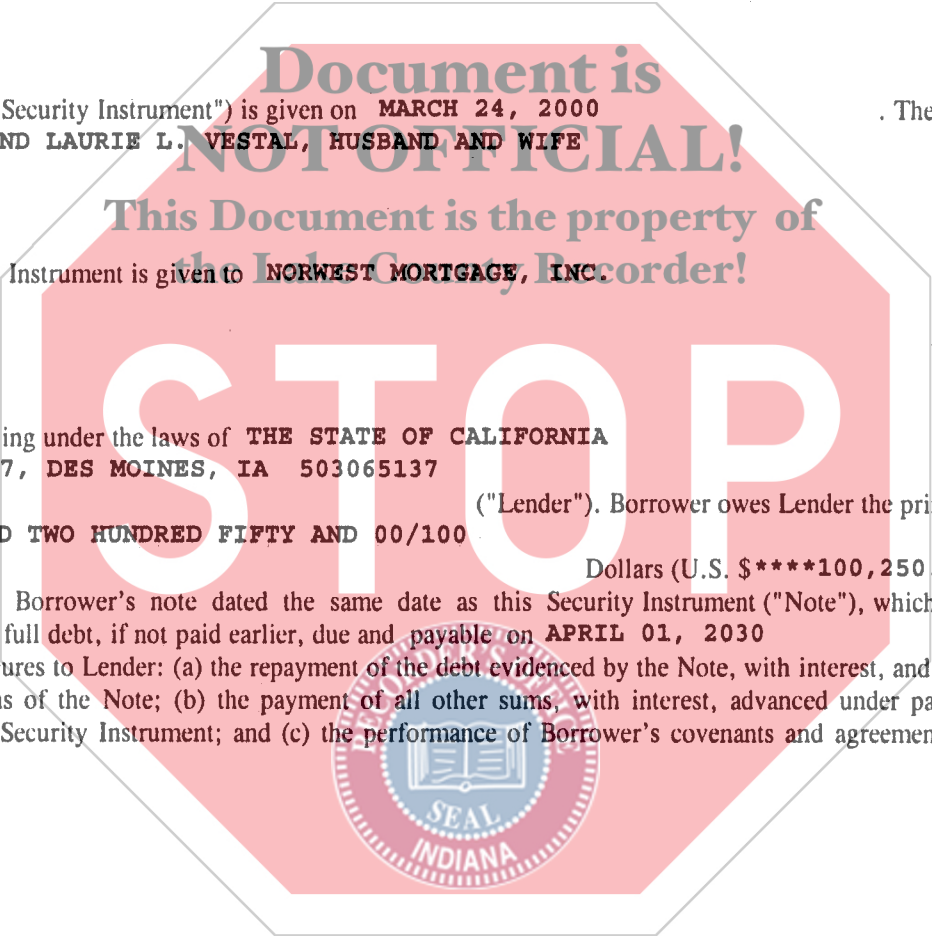 Document is
Security Instrument") is given on MARCH 24, 2000 . The
ND LAURIE L. VESTAL, HUSBAND AND WIFE
NOT OFFICIAL!
This Document is the property of
the Lake County Recorder!
Instrument is given to NORWEST MORTGAGE, INC.
STOP
ing under the laws of THE STATE OF CALIFORNIA
7, DES MOINES, IA 503065137
("Lender"). Borrower owes Lender the pri
D TWO HUNDRED FIFTY AND 00/100
Dollars (U.S. $****100,250
Borrower's note dated the same date as this Security Instrument ("Note"), which
full debt, if not paid earlier, due and payable on APRIL 01, 2030
ures to Lender: (a) the repayment of the debt evidenced by the Note, with interest, and
s of the Note; (b) the payment of all other sums, with interest, advanced under pa
Security Instrument; and (c) the performance of Borrower's covenants and agreemen
RECORDER'S OFFICE
SEAL
INDIANA